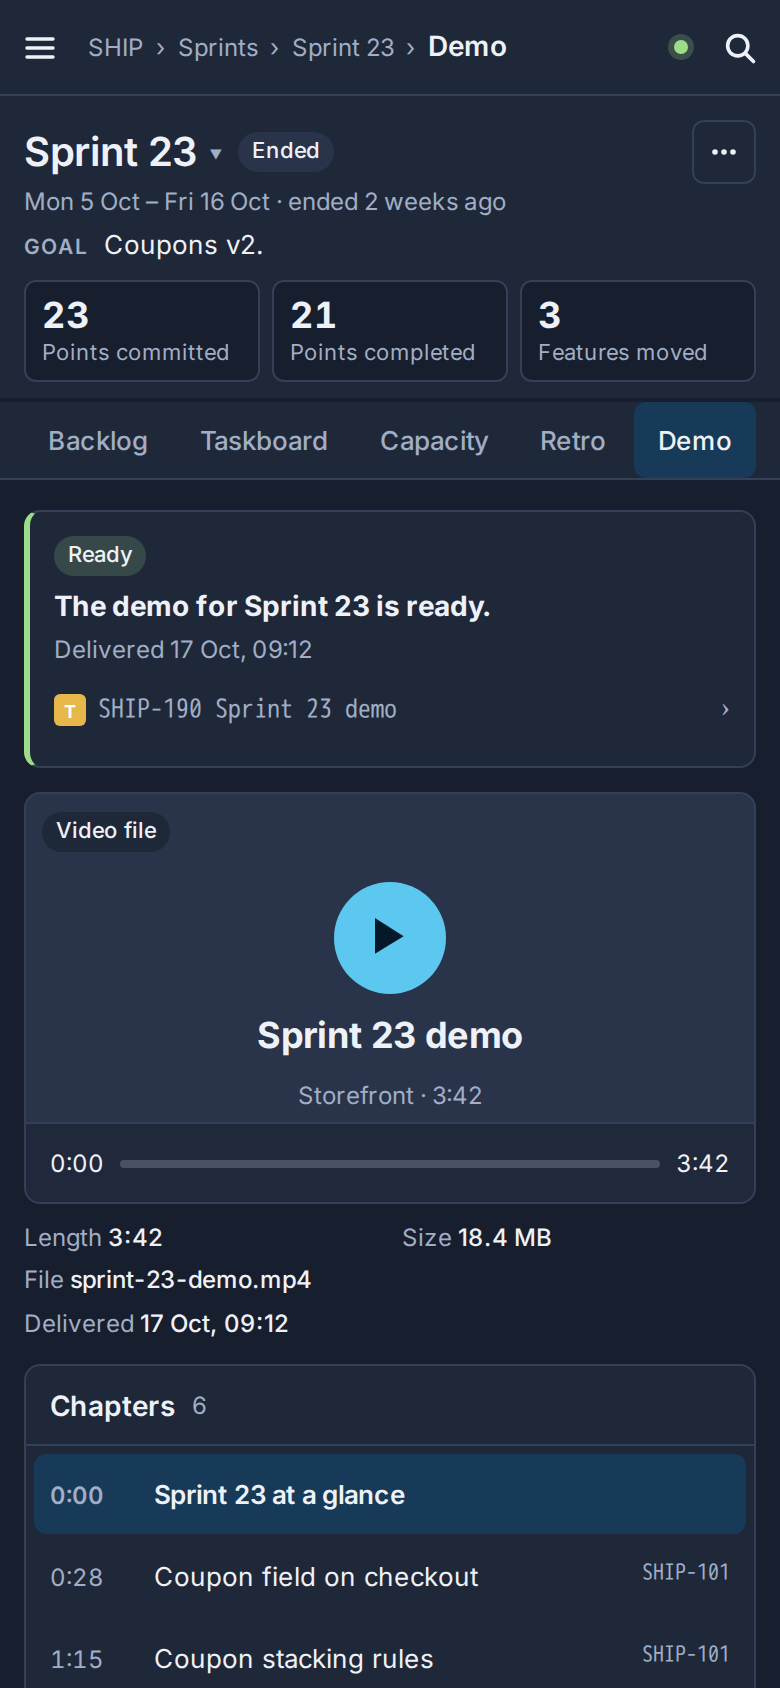 SHIP › Sprints › Sprint 23 › Demo
Sprint 23 ▾ Ended
Mon 5 Oct – Fri 16 Oct · ended 2 weeks ago
GOAL Coupons v2.
23 21 3
Points committed Points completed Features moved
Backlog Taskboard Capacity Retro Demo
Ready
The demo for Sprint 23 is ready.
Delivered 17 Oct, 09:12
T SHIP-190 Sprint 23 demo ›
Video file
Sprint 23 demo
Storefront · 3:42
0:00 3:42
Length 3:42 Size 18.4 MB
File sprint-23-demo.mp4
Delivered 17 Oct, 09:12
Chapters 6
0:00 Sprint 23 at a glance
0:28 Coupon field on checkout SHIP-101
1:15 Coupon stacking rules SHIP-101